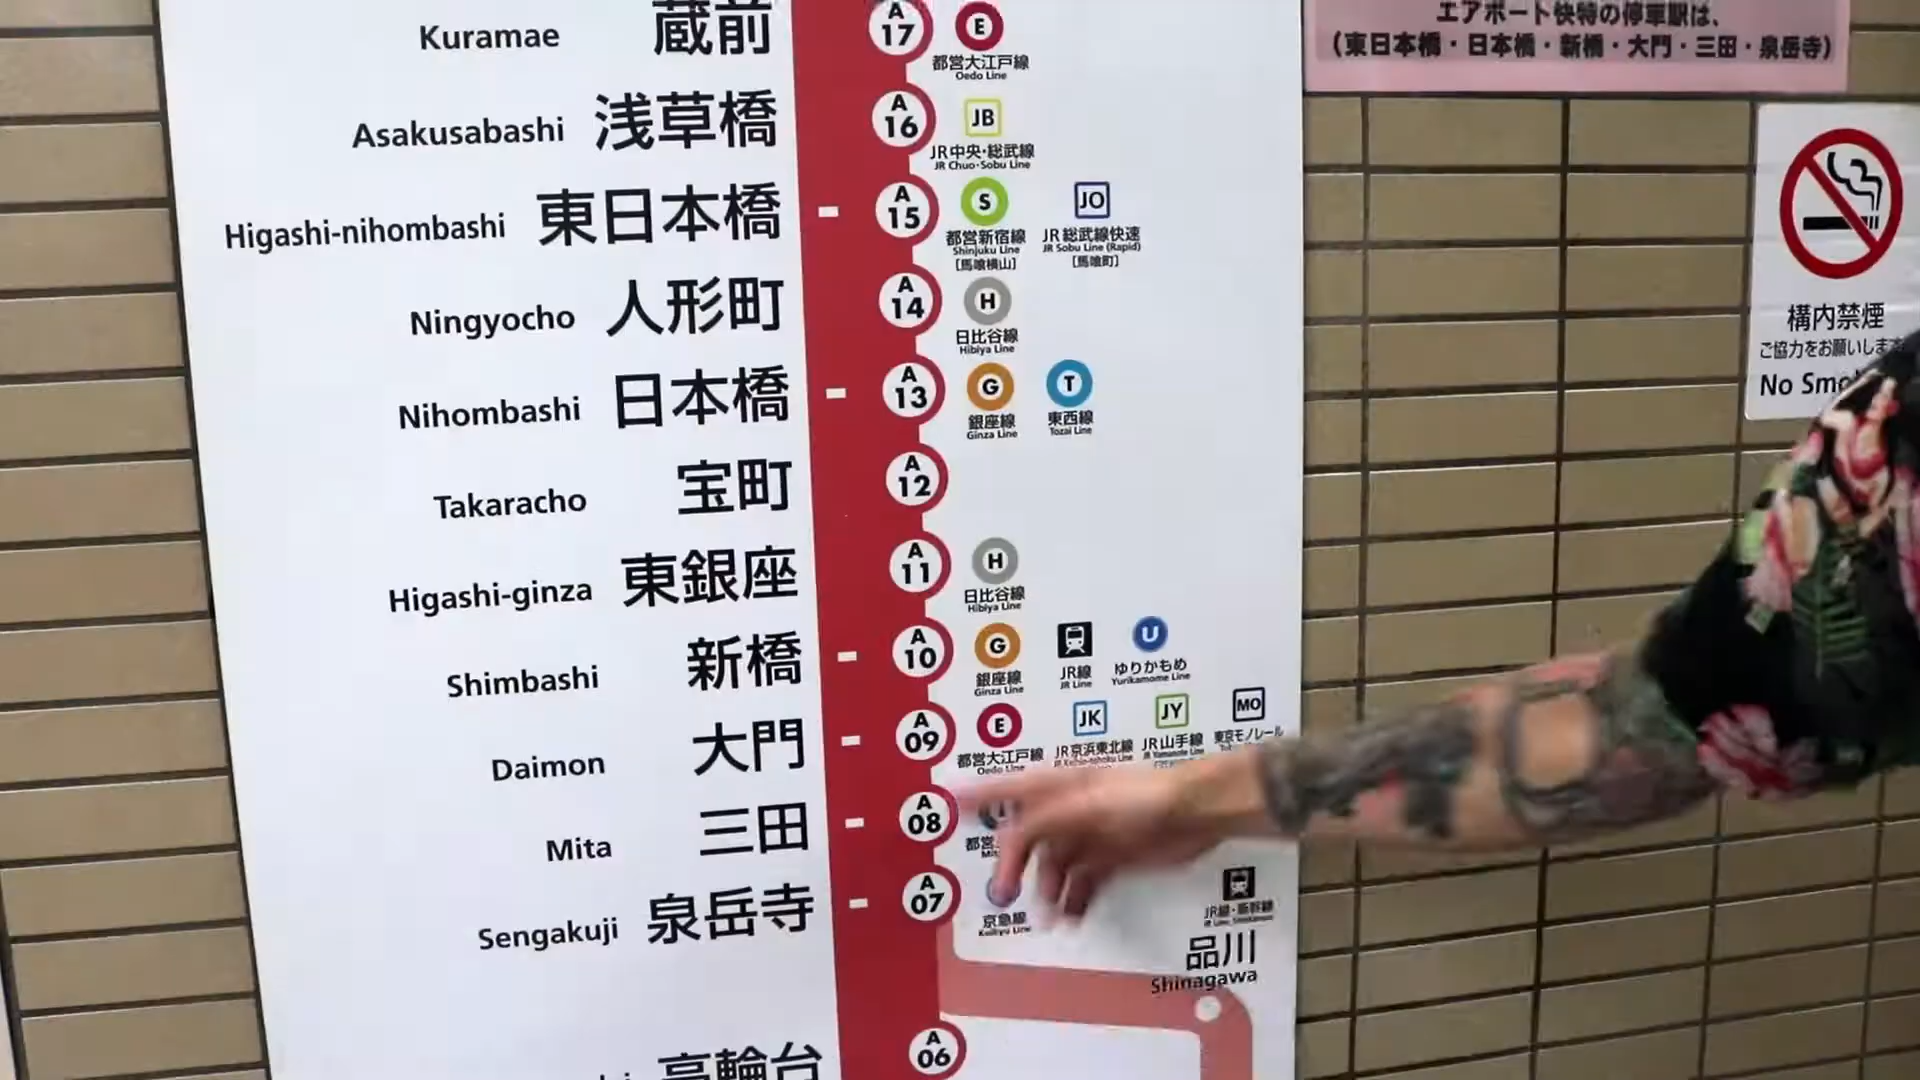 エアポート快特の停車駅は、
（東日本橋・日本橋・新橋・大門・三田・泉岳寺）
Kuramae 蔵前 A 17 E
都営大江戸線
Oedo Line
Asakusabashi 浅草橋 A 16 JB
JR中央・総武線
JR Chuo-Sobu Line
Higashi-nihombashi 東日本橋 A 15 S JO
都営新宿線 JR総武線快速
Shinjuku Line JR Sobu Line (Rapid)
［馬喰横山］ ［馬喰町］
Ningyocho 人形町 A 14 H
日比谷線
Hibiya Line
Nihombashi 日本橋 A 13 G T
銀座線 東西線
Ginza Line Tozai Line
Takaracho 宝町 A 12
Higashi-ginza 東銀座 A 11 H
日比谷線
Hibiya Line
Shimbashi 新橋 A 10 G U
銀座線 JR線 ゆりかもめ
Ginza Line JR Line Yurikamome Line
Daimon 大門 A 09 E JK JY MO
都営大江戸線 JR京浜東北線 JR山手線 東京モノレール
Oedo Line JR Keihin-tohoku Line JR Yamanote Line
Mita 三田 A 08
都営
Sengakuji 泉岳寺 A 07
京急線
Keikyu Line
JR線・新幹線
品川
Shinagawa
高輪台 A 06
構内禁煙
ご協力をお願いします
No